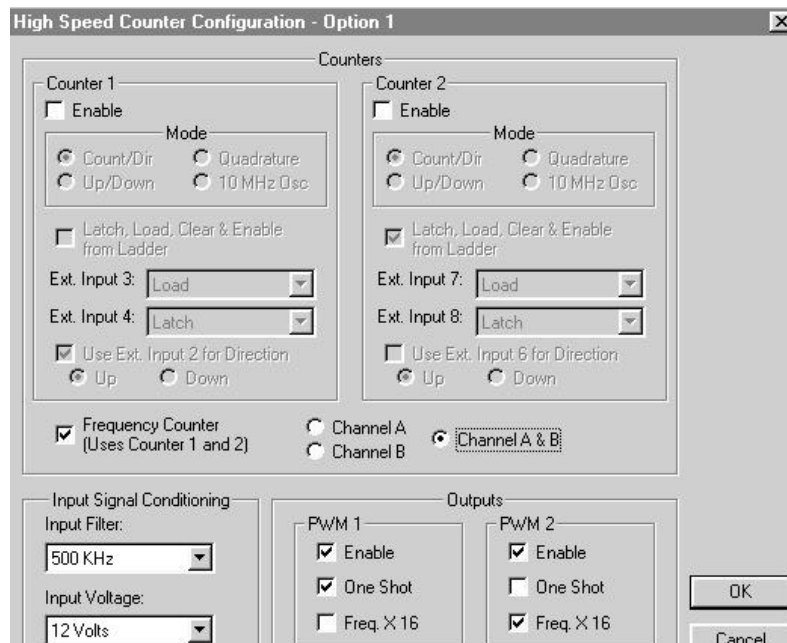 High Speed Counter Configuration - Option 1
Counters
Counter 1
Enable
Mode
Count/Dir Quadrature
Up/Down 10 MHz Osc
Latch, Load, Clear & Enable
from Ladder
Ext. Input 3: Load
Ext. Input 4: Latch
Use Ext. Input 2 for Direction
Up Down
Counter 2
Enable
Mode
Count/Dir Quadrature
Up/Down 10 MHz Osc
Latch, Load, Clear & Enable
from Ladder
Ext. Input 7: Load
Ext. Input 8: Latch
Use Ext. Input 6 for Direction
Up Down
Frequency Counter
(Uses Counter 1 and 2)
Channel A
Channel B
Channel A & B
Input Signal Conditioning
Input Filter:
500 KHz
Input Voltage:
12 Volts
Outputs
PWM 1
Enable
One Shot
Freq. X 16
PWM 2
Enable
One Shot
Freq. X 16
OK
Cancel